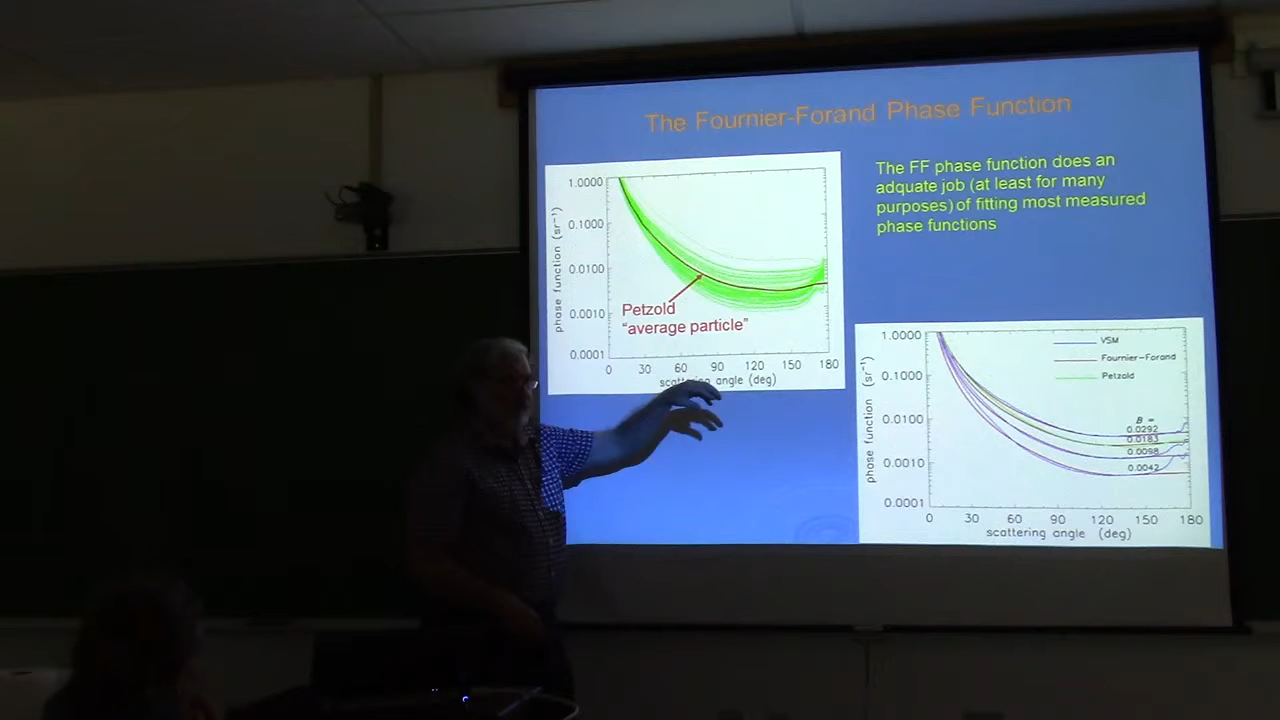 The Fournier-Forand Phase Function
The FF phase function does an
adquate job (at least for many
purposes) of fitting most measured
phase functions
1.0000
0.1000
0.0100
0.0010
0.0001
phase function (sr⁻¹)
Petzold
"average particle"
0 30 60 90 120 150 180
scattering angle (deg)
1.0000
0.1000
0.0100
0.0010
0.0001
phase function (sr⁻¹)
VSM
Fournier-Forand
Petzold
B =
0.0292
0.0183
0.0098
0.0042
0 30 60 90 120 150 180
scattering angle (deg)